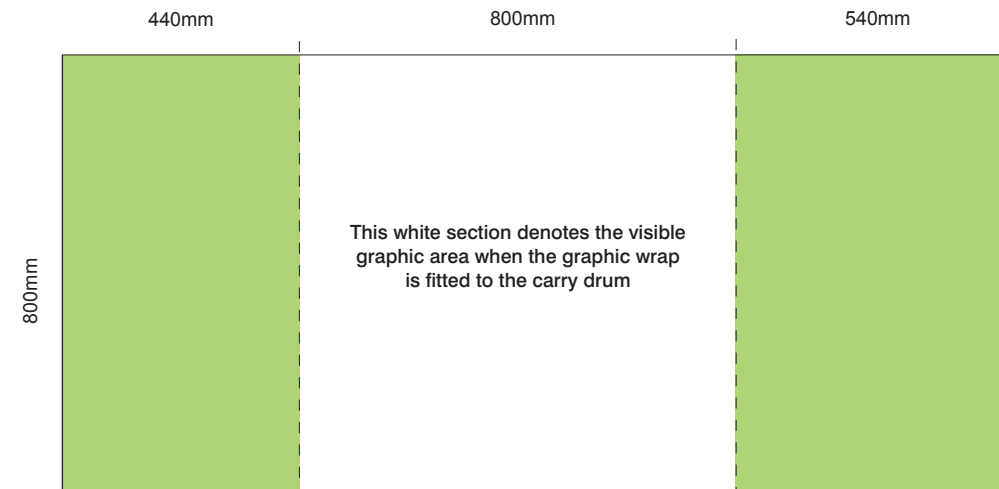 440mm
800mm
540mm
800mm
This white section denotes the visible
graphic area when the graphic wrap
is fitted to the carry drum